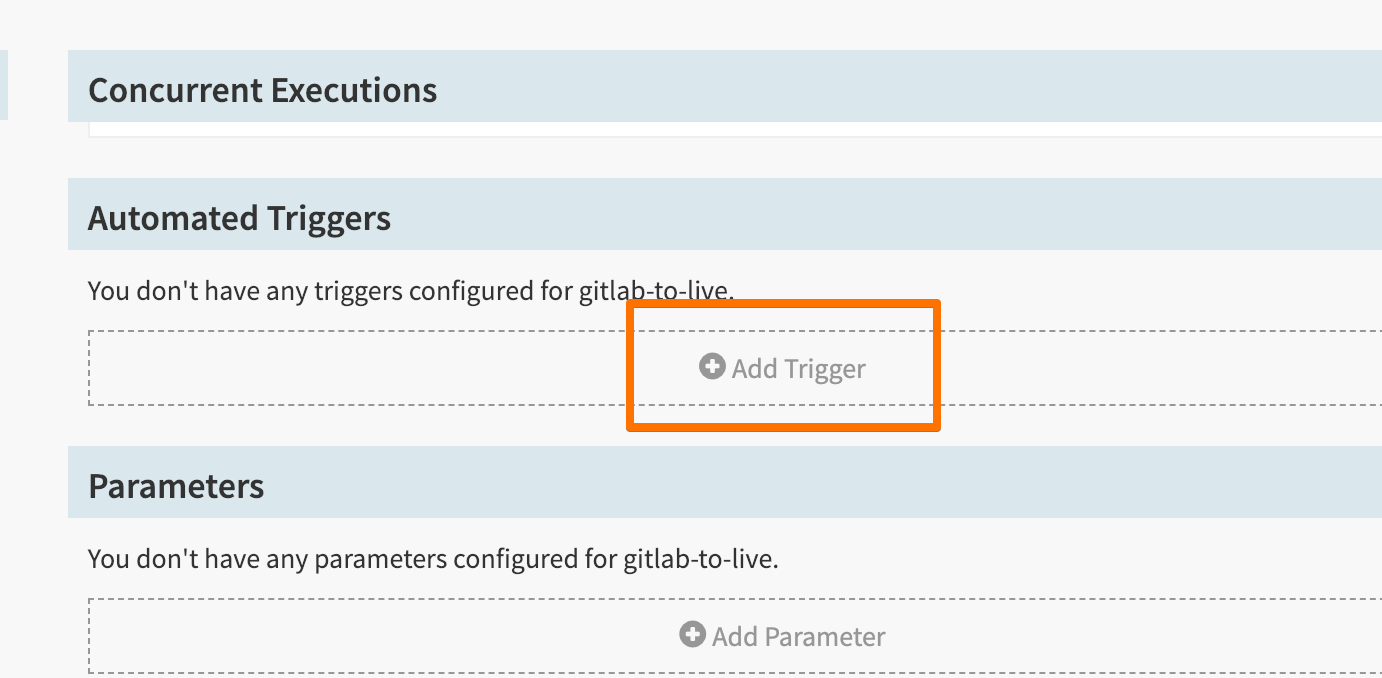 Concurrent Executions
Automated Triggers
You don't have any triggers configured for gitlab-to-live.
Add Trigger
Parameters
You don't have any parameters configured for gitlab-to-live.
Add Parameter